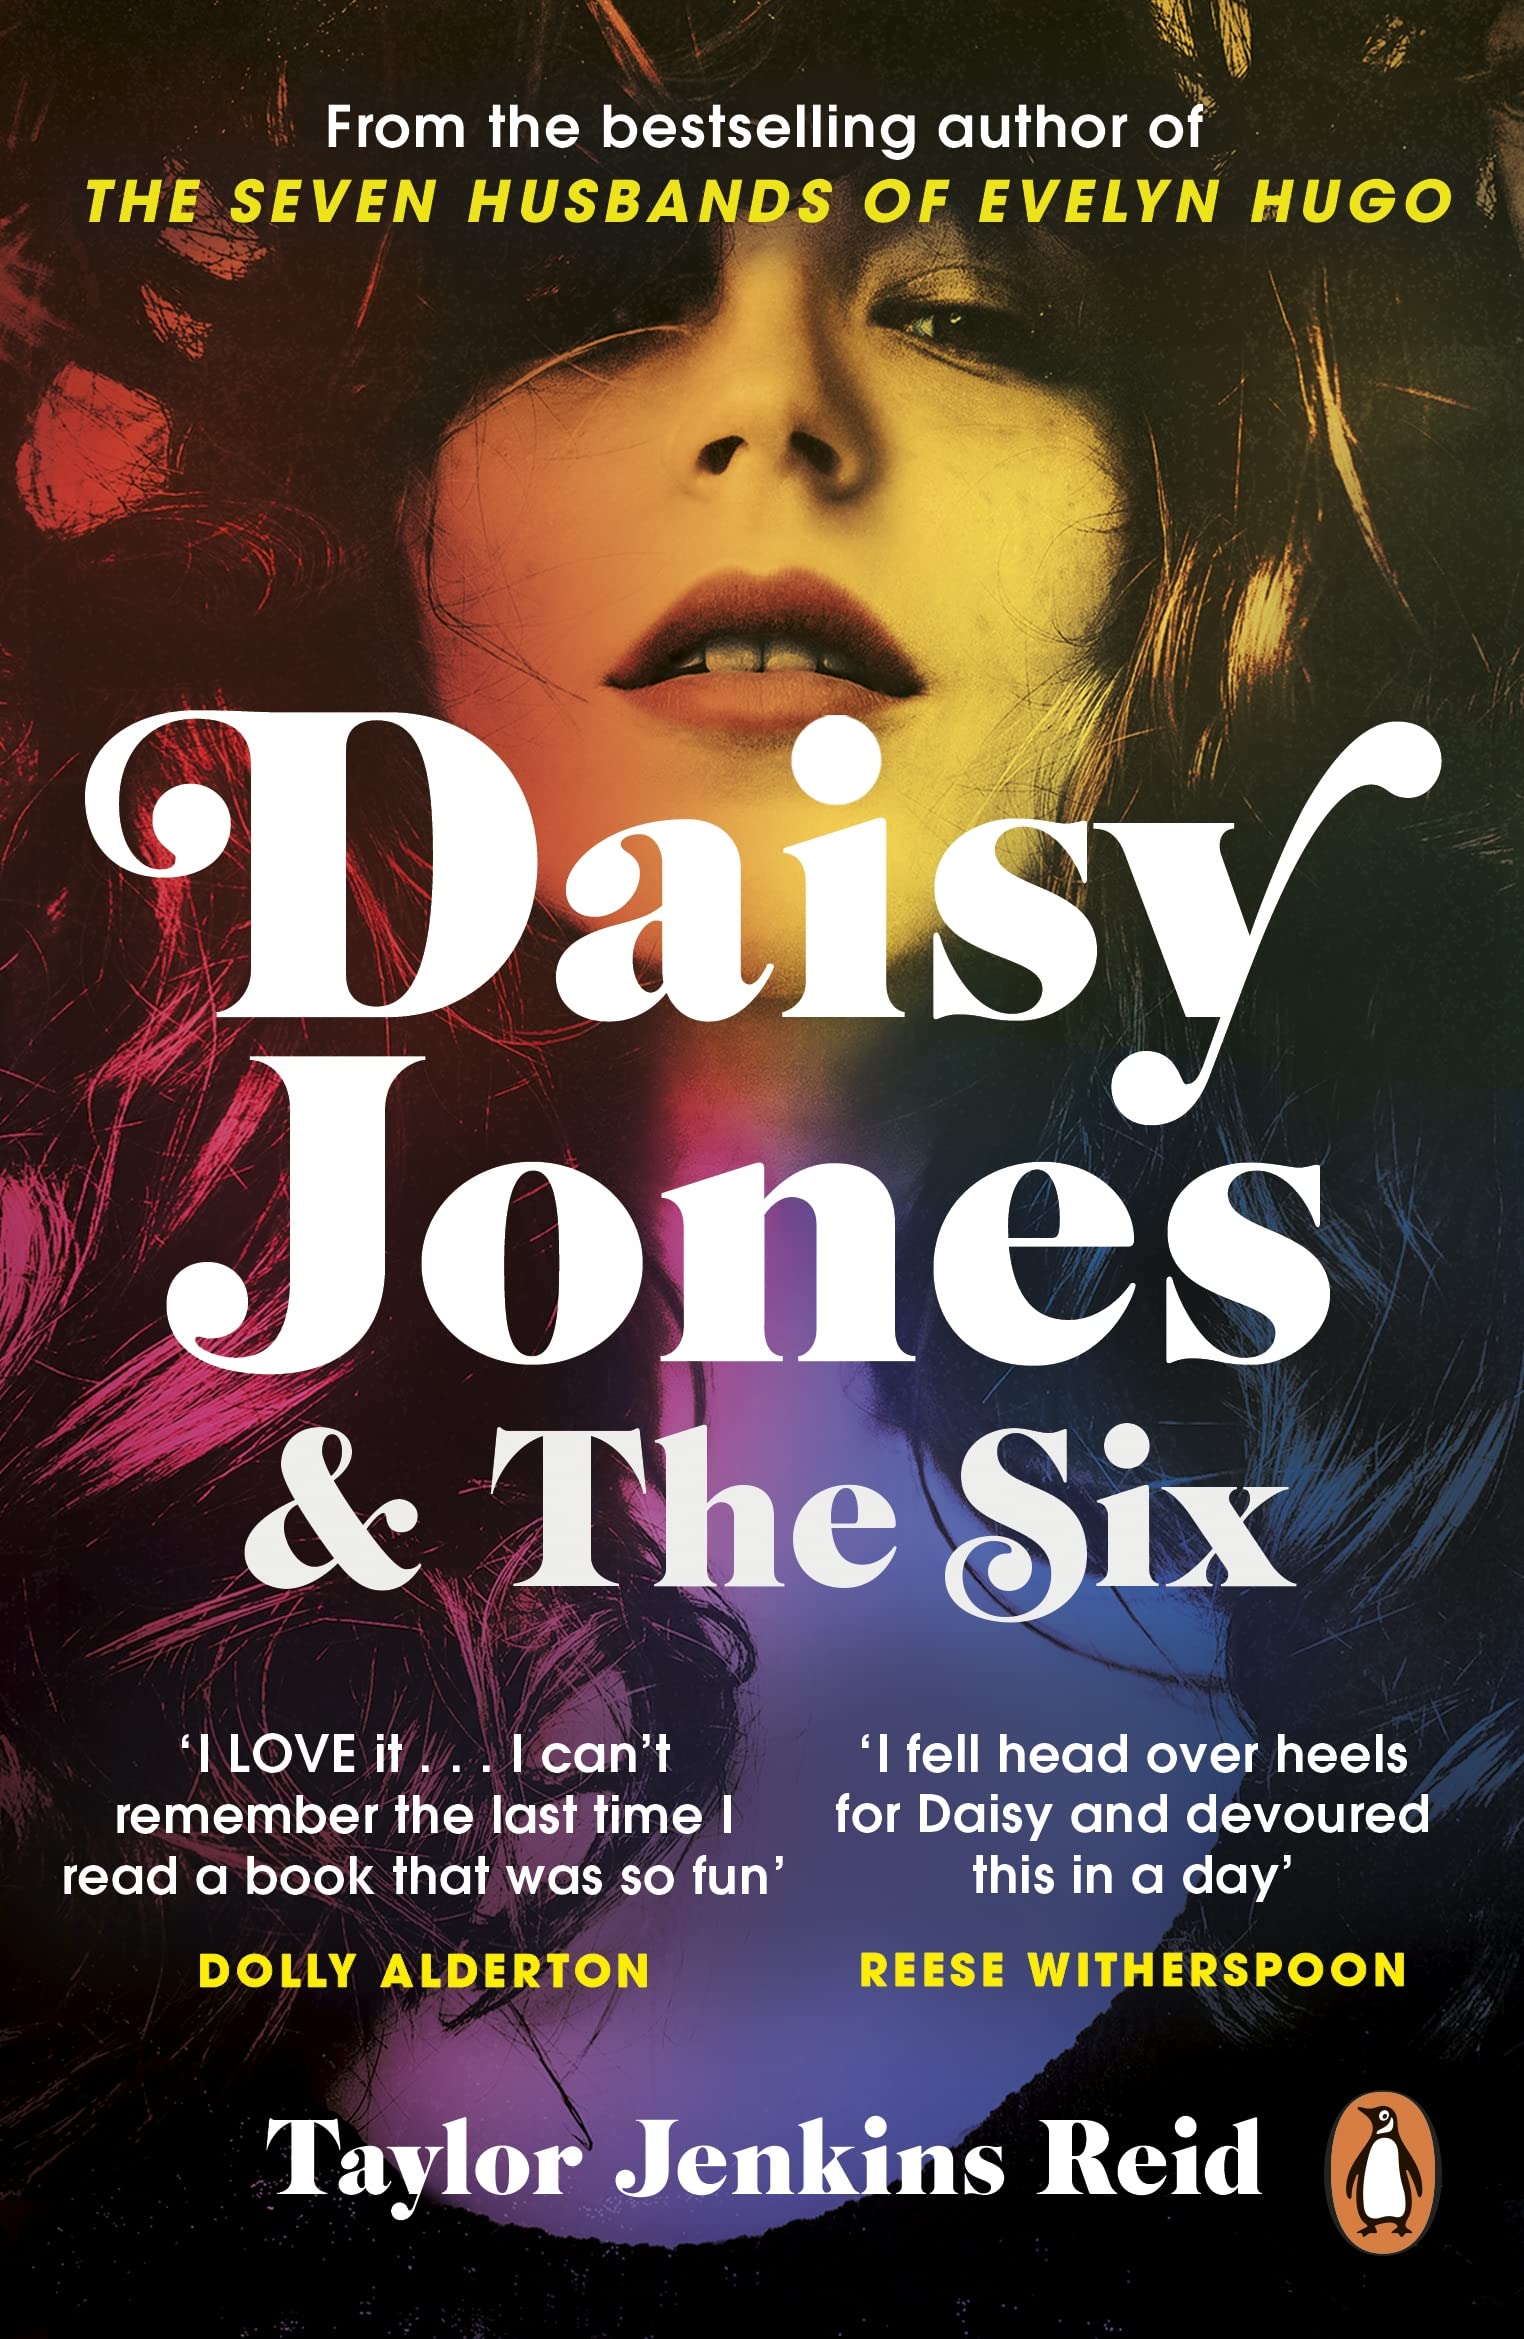 From the bestselling author of
THE SEVEN HUSBANDS OF EVELYN HUGO
Daisy
Jones
& The Six
‘I LOVE it . . . I can’t
remember the last time I
read a book that was so fun’
DOLLY ALDERTON
‘I fell head over heels
for Daisy and devoured
this in a day’
REESE WITHERSPOON
Taylor Jenkins Reid